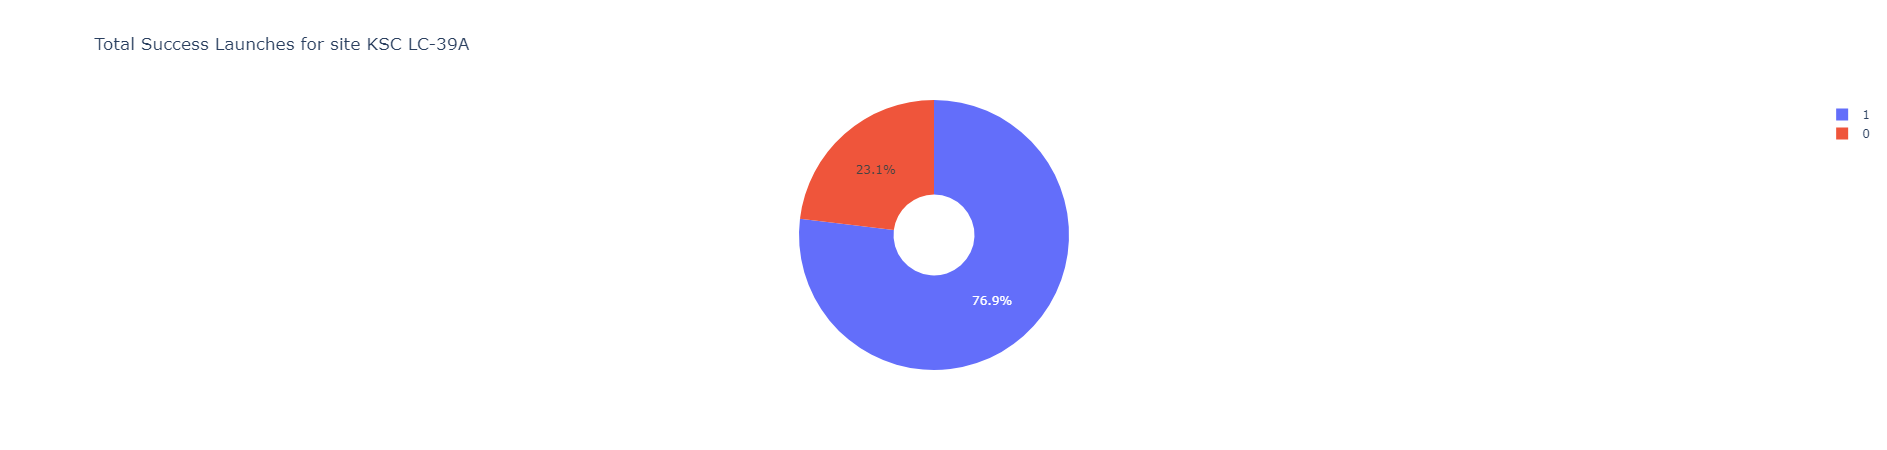 Total Success Launches for site KSC LC-39A
1
0
23.1%
76.9%